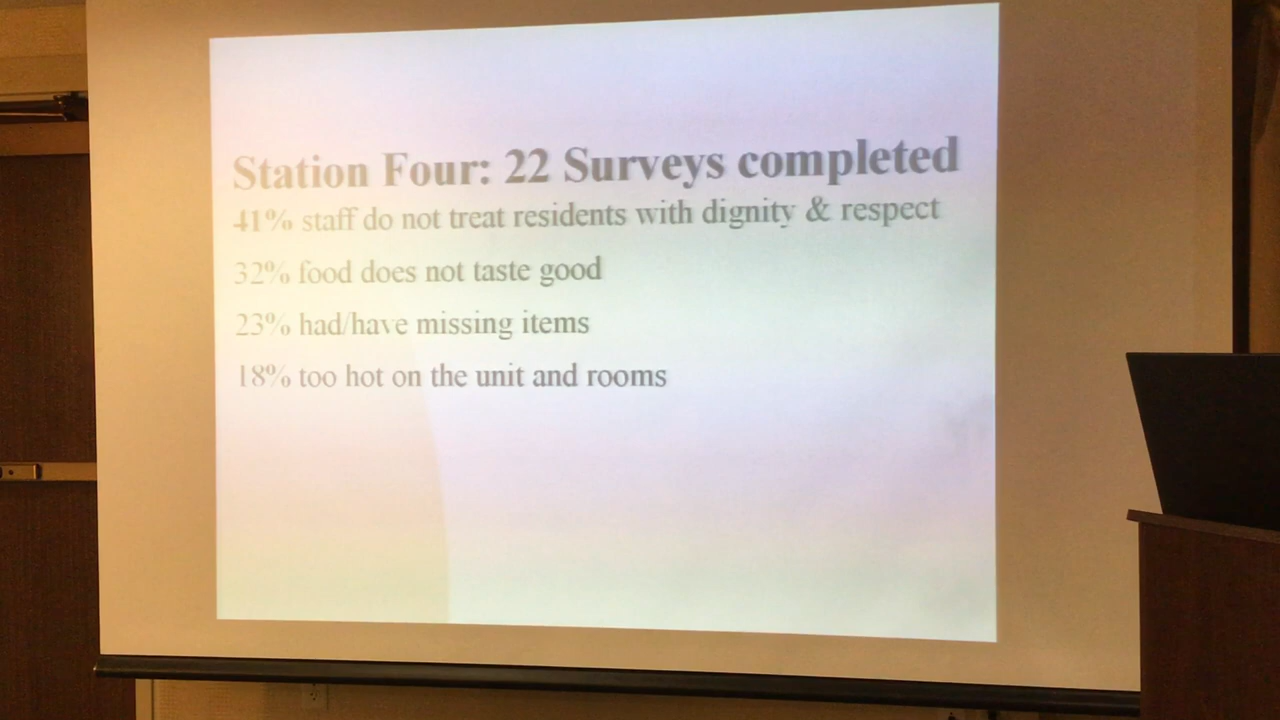 Station Four: 22 Surveys completed
41% staff do not treat residents with dignity & respect
32% food does not taste good
23% had/have missing items
18% too hot on the unit and rooms